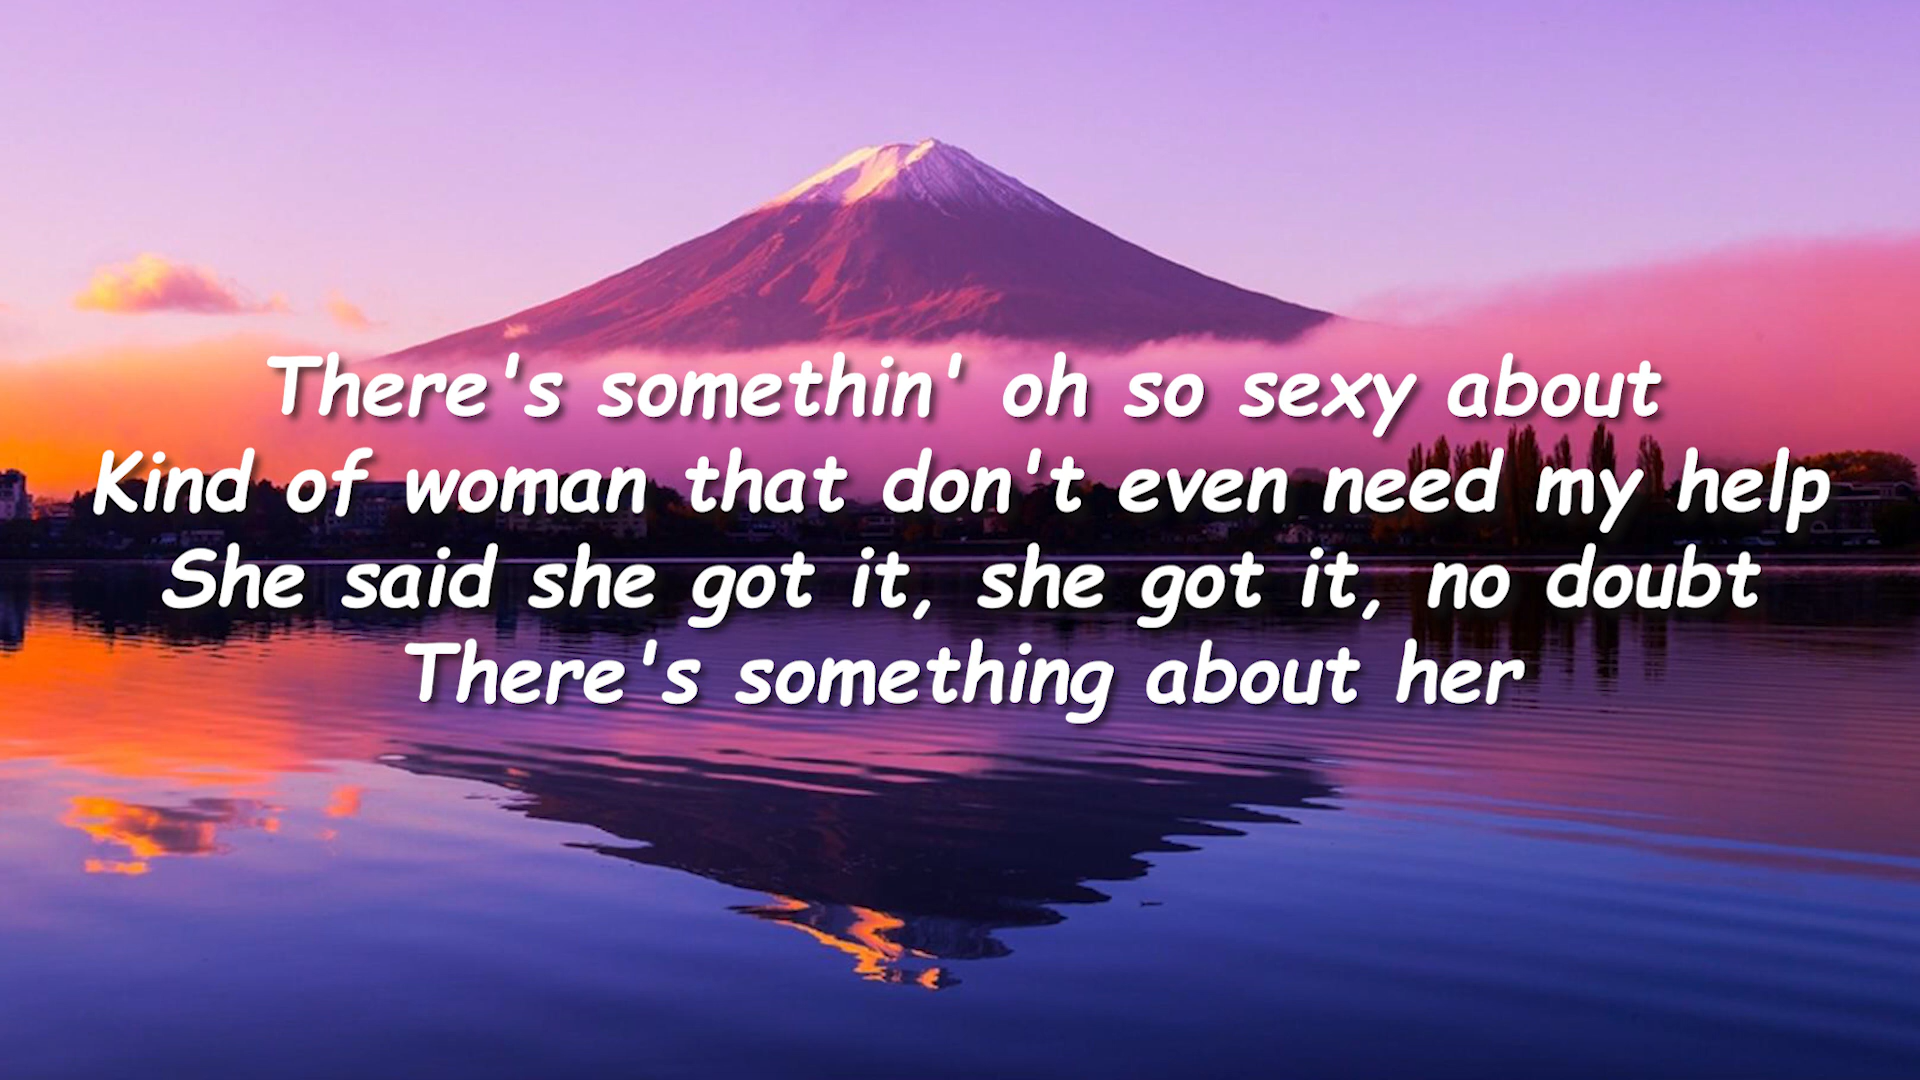 There's somethin' oh so sexy about
Kind of woman that don't even need my help
She said she got it, she got it, no doubt
There's something about her